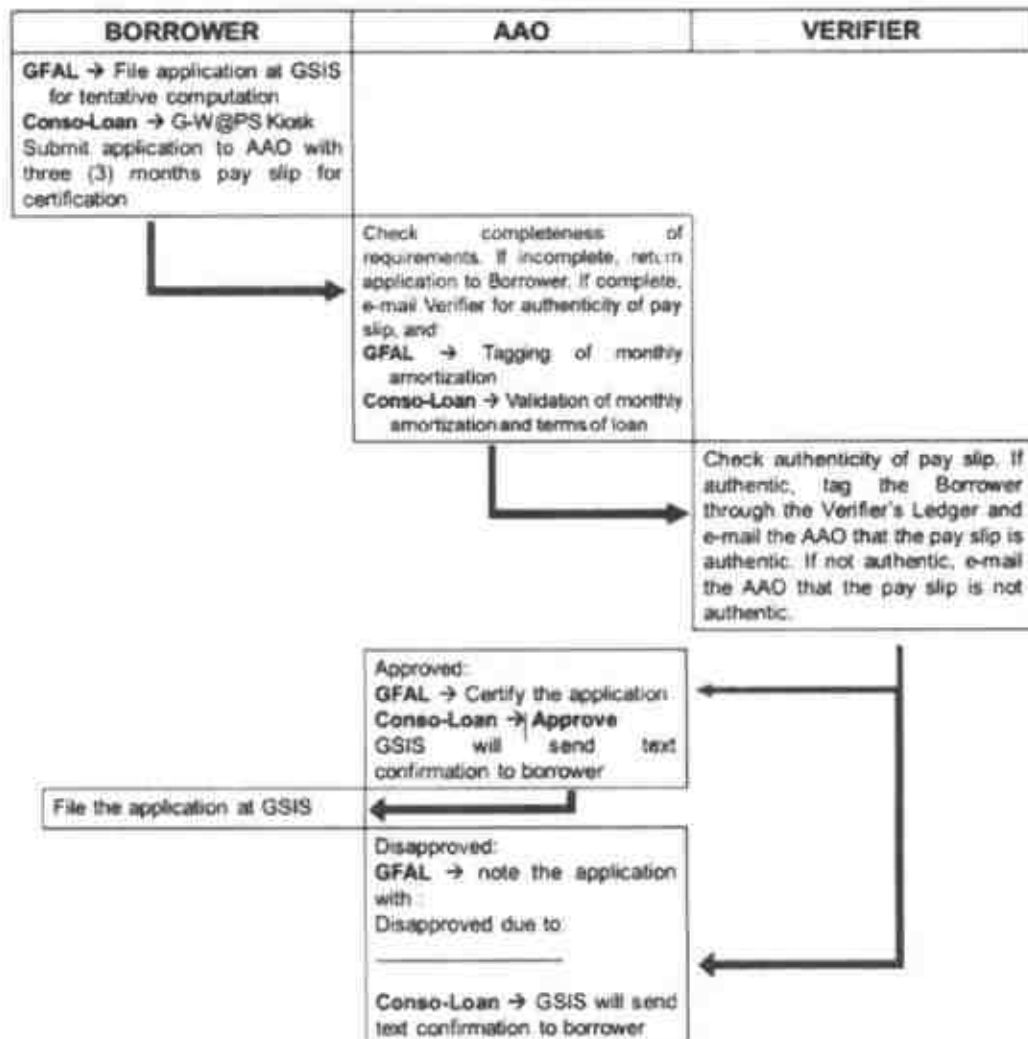 BORROWER AAO VERIFIER
GFAL → File application at GSIS
for tentative computation
Conso-Loan → G-W@PS Kiosk
Submit application to AAO with
three (3) months pay slip for
certification
Check completeness of
requirements. If incomplete, return
application to Borrower. If complete,
e-mail Verifier for authenticity of pay
slip, and
GFAL → Tagging of monthly
amortization
Conso-Loan → Validation of monthly
amortization and terms of loan
Check authenticity of pay slip. If
authentic, tag the Borrower
through the Verifier's Ledger and
e-mail the AAO that the pay slip is
authentic. If not authentic, e-mail
the AAO that the pay slip is not
authentic.
Approved:
GFAL → Certify the application
Conso-Loan → Approve
GSIS will send text
confirmation to borrower
File the application at GSIS
Disapproved:
GFAL → note the application
with :
Disapproved due to:
Conso-Loan → GSIS will send
text confirmation to borrower